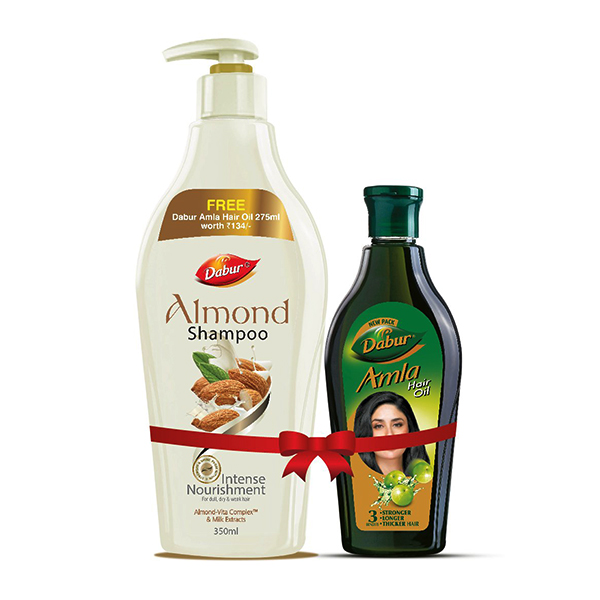 FREE
Dabur Amla Hair Oil 275ml
worth ₹134/-
Dabur
Almond
Shampoo
Intense
Nourishment
For dull, dry & weak hair
Almond-Vita Complex™
& Milk Extracts
350ml
NEW PACK
Dabur
Amla
Hair
Oil
3 • STRONGER
• LONGER
• THICKER HAIR